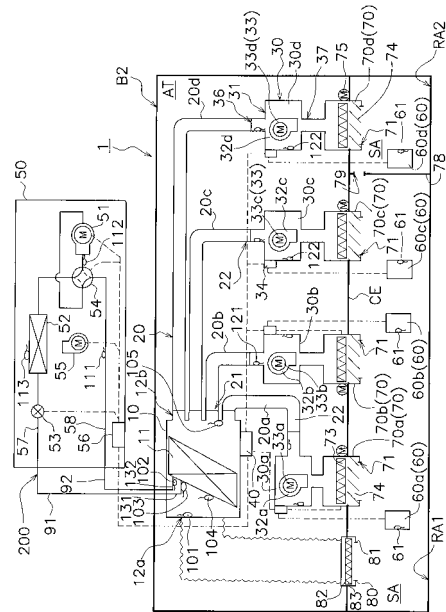 50
B2
AT
1
33d(33)
30
30d
75
70d(70)
RA2
20d
36
31
37
74
32d
122
SA
71
61
60d(60)
78
79
20c
33c(33)
32c
30c
22
34
122
70c(70)
71
61
60c(60)
CE
112
51
M
54
52
113
55
111
53
57
58
56
200
92
91
20
105
12b
10
11
102
132
131
103
104
101
12a
20b
121
21
30b
32b
33b
22
70b(70)
71
61
60b(60)
20a
33a
30a
32a
40
73
70a(70)
71
74
61
60a(60)
RA1
81
82
83
80
SA